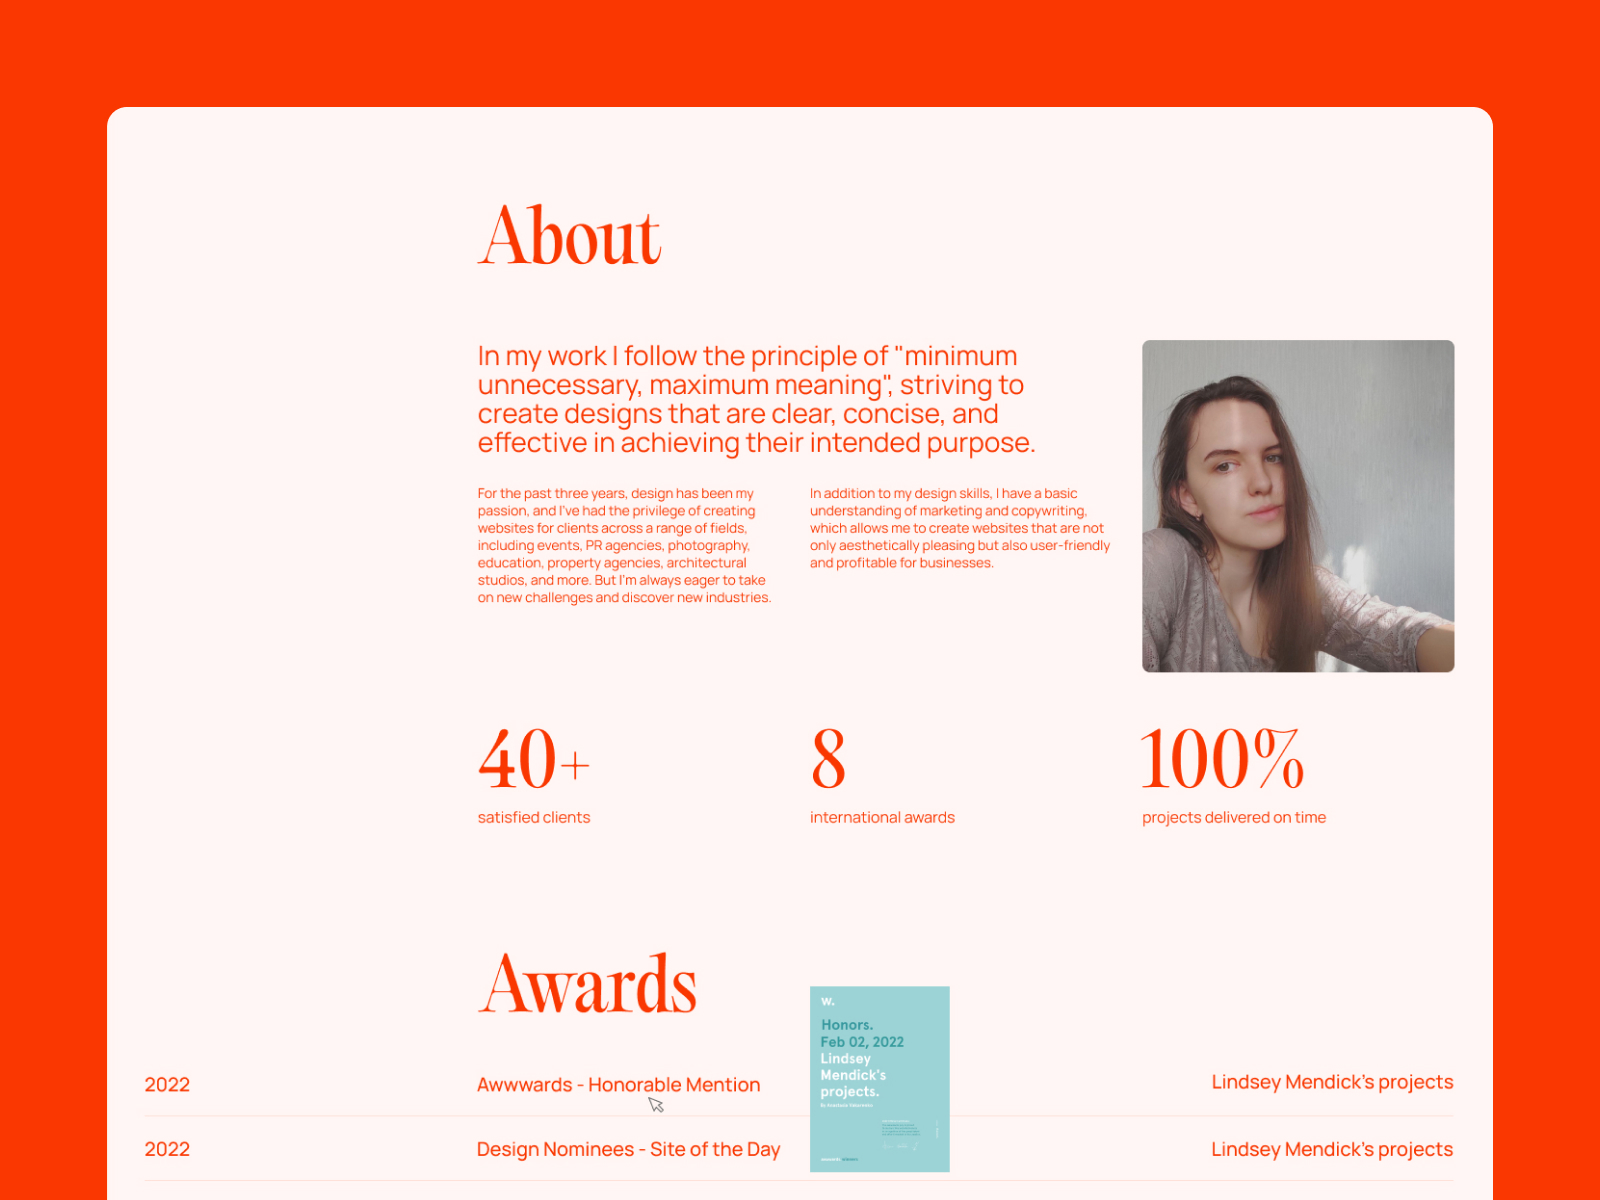 About
In my work I follow the principle of "minimum
unnecessary, maximum meaning", striving to
create designs that are clear, concise, and
effective in achieving their intended purpose.
For the past three years, design has been my
passion, and I've had the privilege of creating
websites for clients across a range of fields,
including events, PR agencies, photography,
education, property agencies, architectural
studios, and more. But I'm always eager to take
on new challenges and discover new industries.
In addition to my design skills, I have a basic
understanding of marketing and copywriting,
which allows me to create websites that are not
only aesthetically pleasing but also user-friendly
and profitable for businesses.
40+
satisfied clients
8
international awards
100%
projects delivered on time
Awards
w.
Honors.
Feb 02, 2022
Lindsey
Mendick's
projects.
2022
Awwwards - Honorable Mention
Lindsey Mendick's projects
2022
Design Nominees - Site of the Day
Lindsey Mendick's projects